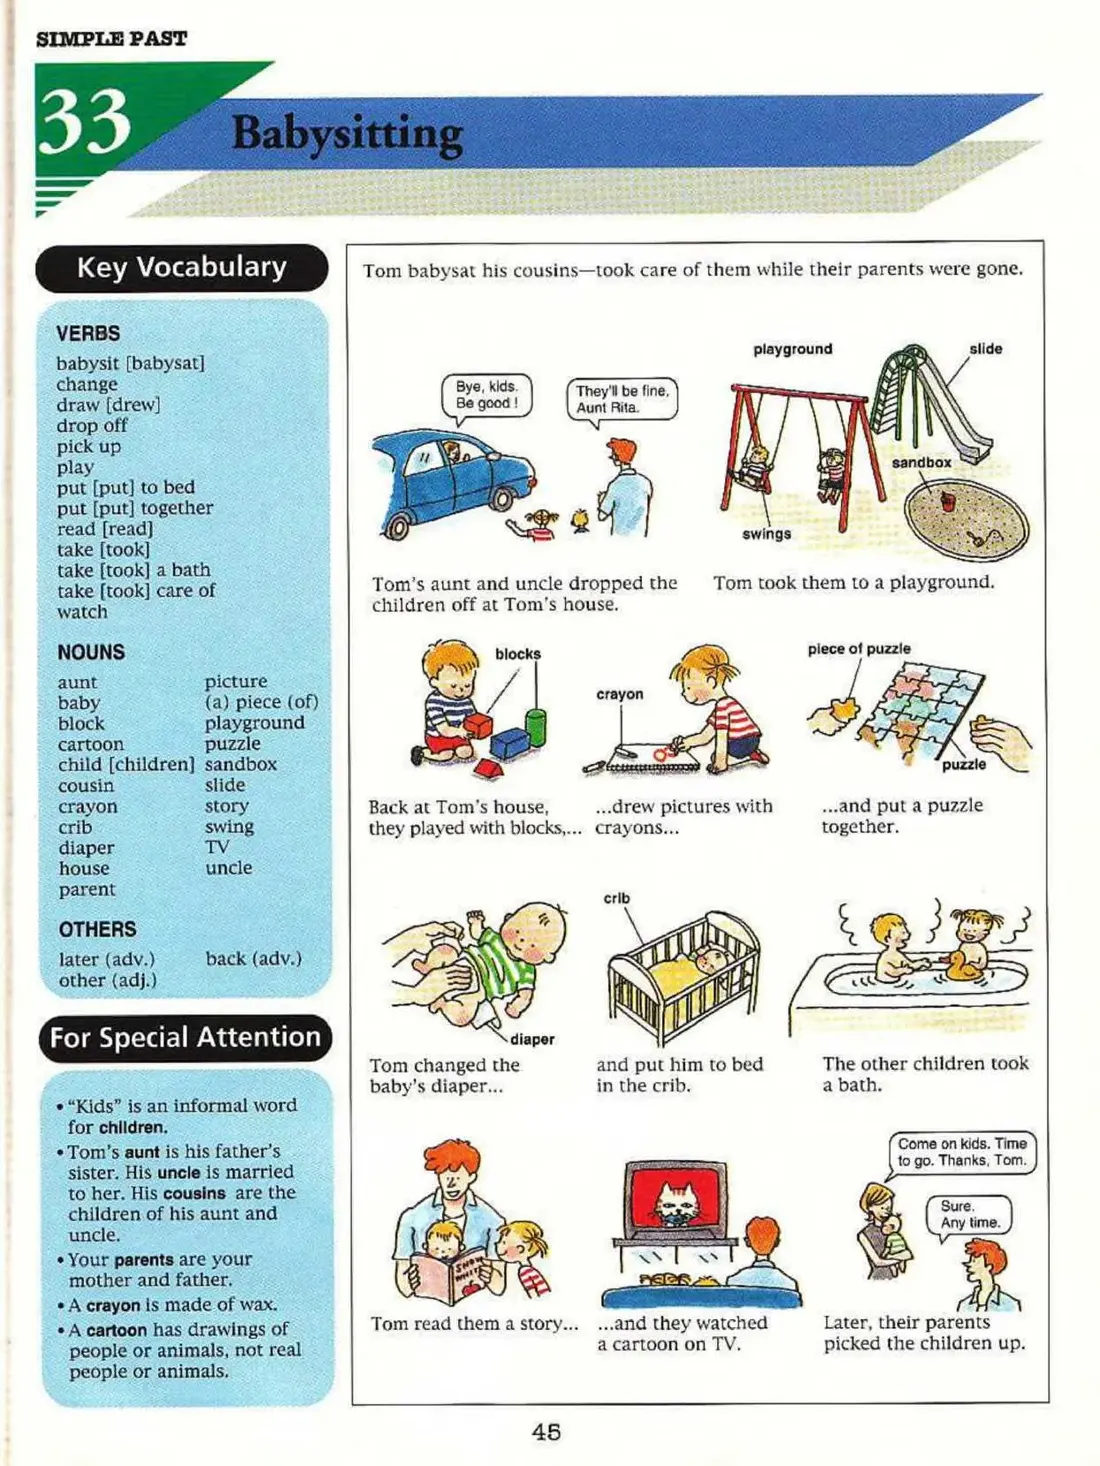 SIMPLE PAST
33
Babysitting
Key Vocabulary
VERBS
babysit [babysat]
change
draw [drew]
drop off
pick up
play
put [put] to bed
put [put] together
read [read]
take [took]
take [took] a bath
take [took] care of
watch
NOUNS
aunt
baby
block
cartoon
child [children]
cousin
crayon
crib
diaper
house
parent
picture
(a) piece (of)
playground
puzzle
sandbox
slide
story
swing
TV
uncle
OTHERS
later (adv.)
other (adj.)
back (adv.)
For Special Attention
• "Kids" is an informal word
for children.
• Tom's aunt is his father's
sister. His uncle is married
to her. His cousins are the
children of his aunt and
uncle.
• Your parents are your
mother and father.
• A crayon is made of wax.
• A cartoon has drawings of
people or animals, not real
people or animals.
Tom babysat his cousins—took care of them while their parents were gone.
Bye, kids.
Be good !
They'll be fine,
Aunt Rita.
Tom's aunt and uncle dropped the
children off at Tom's house.
playground
slide
sandbox
swings
Tom took them to a playground.
blocks
Back at Tom's house,
they played with blocks,...
crayon
...drew pictures with
crayons...
piece of puzzle
puzzle
...and put a puzzle
together.
diaper
Tom changed the
baby's diaper...
crib
and put him to bed
in the crib.
The other children took
a bath.
SNOW
WHITE
Tom read them a story...
...and they watched
a cartoon on TV.
Come on kids. Time
to go. Thanks, Tom.
Sure.
Any time.
Later, their parents
picked the children up.
45